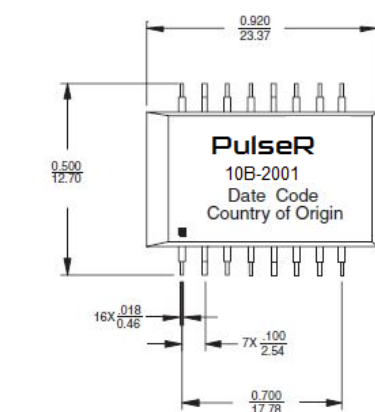 0.920
23.37
0.500
12.70
PulseR
10B-2001
Date Code
Country of Origin
16X .018
0.46
7X .100
2.54
0.700
17.78